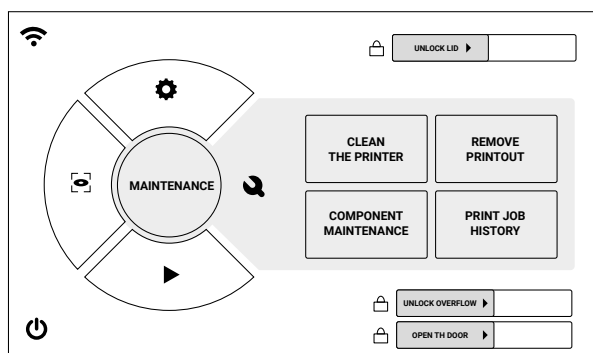 UNLOCK LID
MAINTENANCE
CLEAN
THE PRINTER
REMOVE
PRINTOUT
COMPONENT
MAINTENANCE
PRINT JOB
HISTORY
UNLOCK OVERFLOW
OPEN TH DOOR